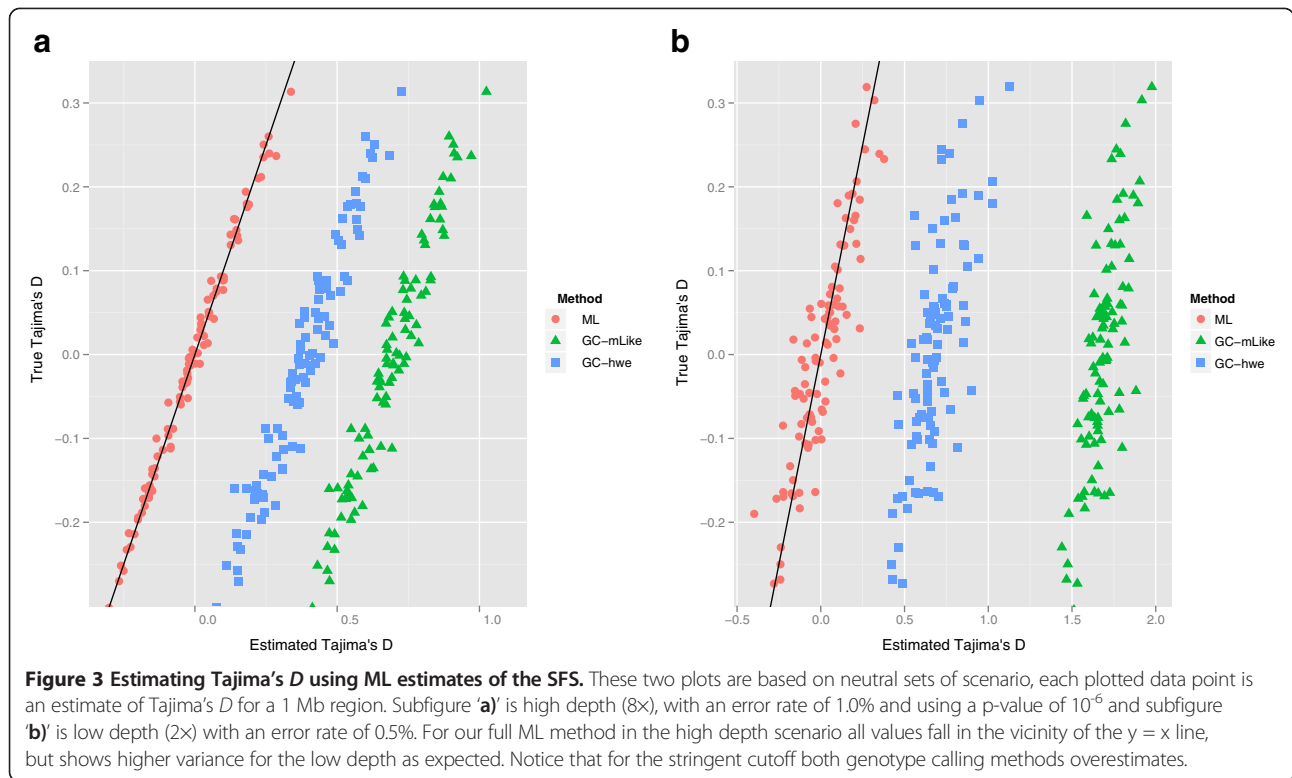 a
b
0.3
0.2
0.1
0.0
−0.1
−0.2
True Tajima's D
0.0
0.5
1.0
Estimated Tajima's D
Method
ML
GC−mLike
GC−hwe
0.3
0.2
0.1
0.0
−0.1
−0.2
True Tajima's D
−0.5
0.0
0.5
1.0
1.5
2.0
Estimated Tajima's D
Method
ML
GC−mLike
GC−hwe
Figure 3 Estimating Tajima's D using ML estimates of the SFS. These two plots are based on neutral sets of scenario, each plotted data point is
an estimate of Tajima's D for a 1 Mb region. Subfigure 'a)' is high depth (8×), with an error rate of 1.0% and using a p-value of 10⁻⁶ and subfigure
'b)' is low depth (2×) with an error rate of 0.5%. For our full ML method in the high depth scenario all values fall in the vicinity of the y = x line,
but shows higher variance for the low depth as expected. Notice that for the stringent cutoff both genotype calling methods overestimates.